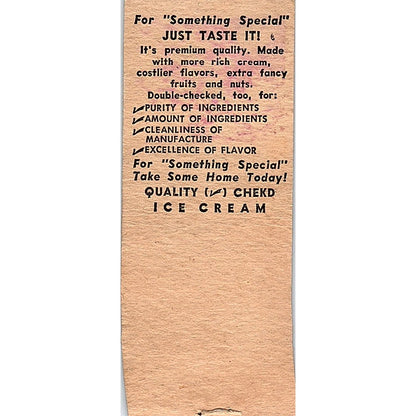 For "Something Special"
JUST TASTE IT!
It's premium quality. Made
with more rich cream,
costlier flavors, extra fancy
fruits and nuts.
Double-checked, too, for:
✓PURITY OF INGREDIENTS
✓AMOUNT OF INGREDIENTS
✓CLEANLINESS OF
MANUFACTURE
✓EXCELLENCE OF FLAVOR
For "Something Special"
Take Some Home Today!
QUALITY (✓) CHEKD
ICE CREAM